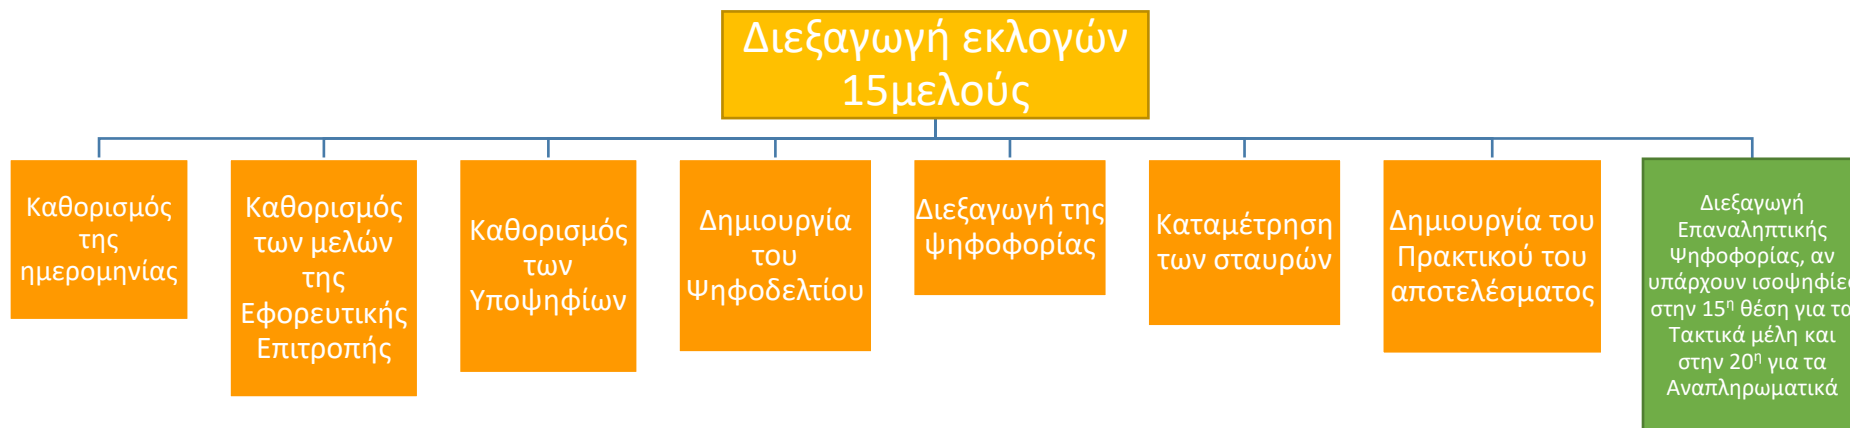 Διεξαγωγή εκλογών
15μελούς
Καθορισμός
της
ημερομηνίας
Καθορισμός
των μελών
της
Εφορευτικής
Επιτροπής
Καθορισμός
των
Υποψηφίων
Δημιουργία
του
Ψηφοδελτίου
Διεξαγωγή της
ψηφοφορίας
Καταμέτρηση
των σταυρών
Δημιουργία του
Πρακτικού του
αποτελέσματος
Διεξαγωγή
Επαναληπτικής
Ψηφοφορίας, αν
υπάρχουν ισοψηφίες
στην 15η θέση για τα
Τακτικά μέλη και
στην 20η για τα
Αναπληρωματικά